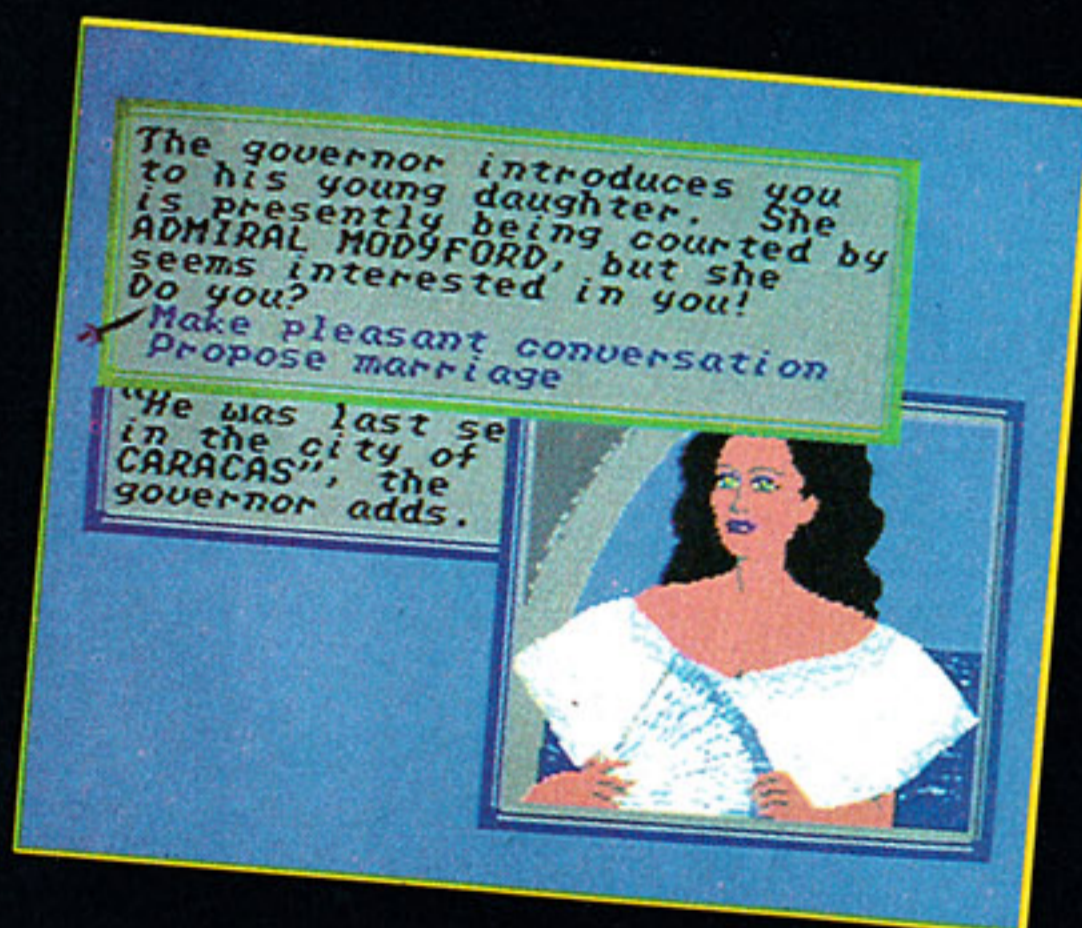 The governor introduces you
to his young daughter. She
is presently being courted by
ADMIRAL MODYFORD, but she
seems interested in you!
Do you?
Make pleasant conversation
Propose marriage
"He was last se
in the city of
CARACAS", the
governor adds.